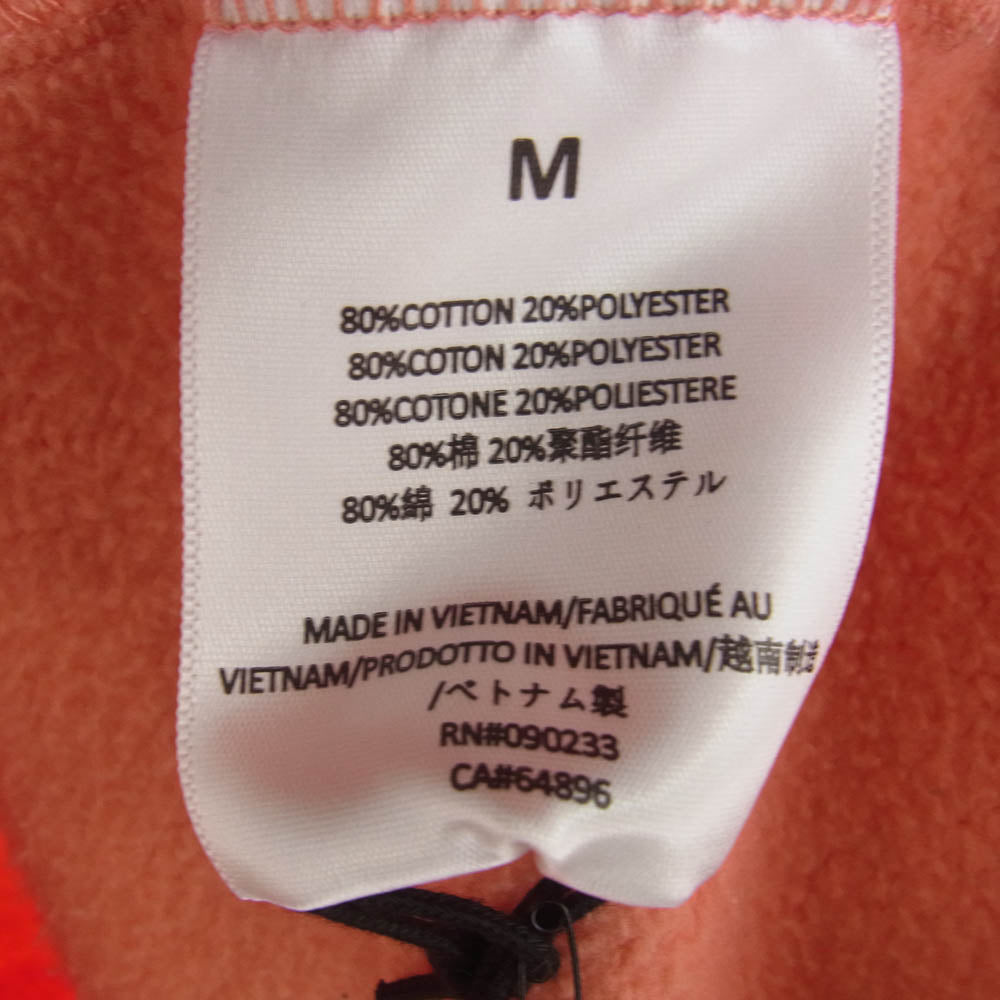 M
80%COTTON 20%POLYESTER
80%COTON 20%POLYESTER
80%COTONE 20%POLIESTERE
80%棉 20%聚酯纤维
80%綿 20% ポリエステル
MADE IN VIETNAM/FABRIQUÉ AU
VIETNAM/PRODOTTO IN VIETNAM/越南制造
/ベトナム製
RN#090233
CA#64896